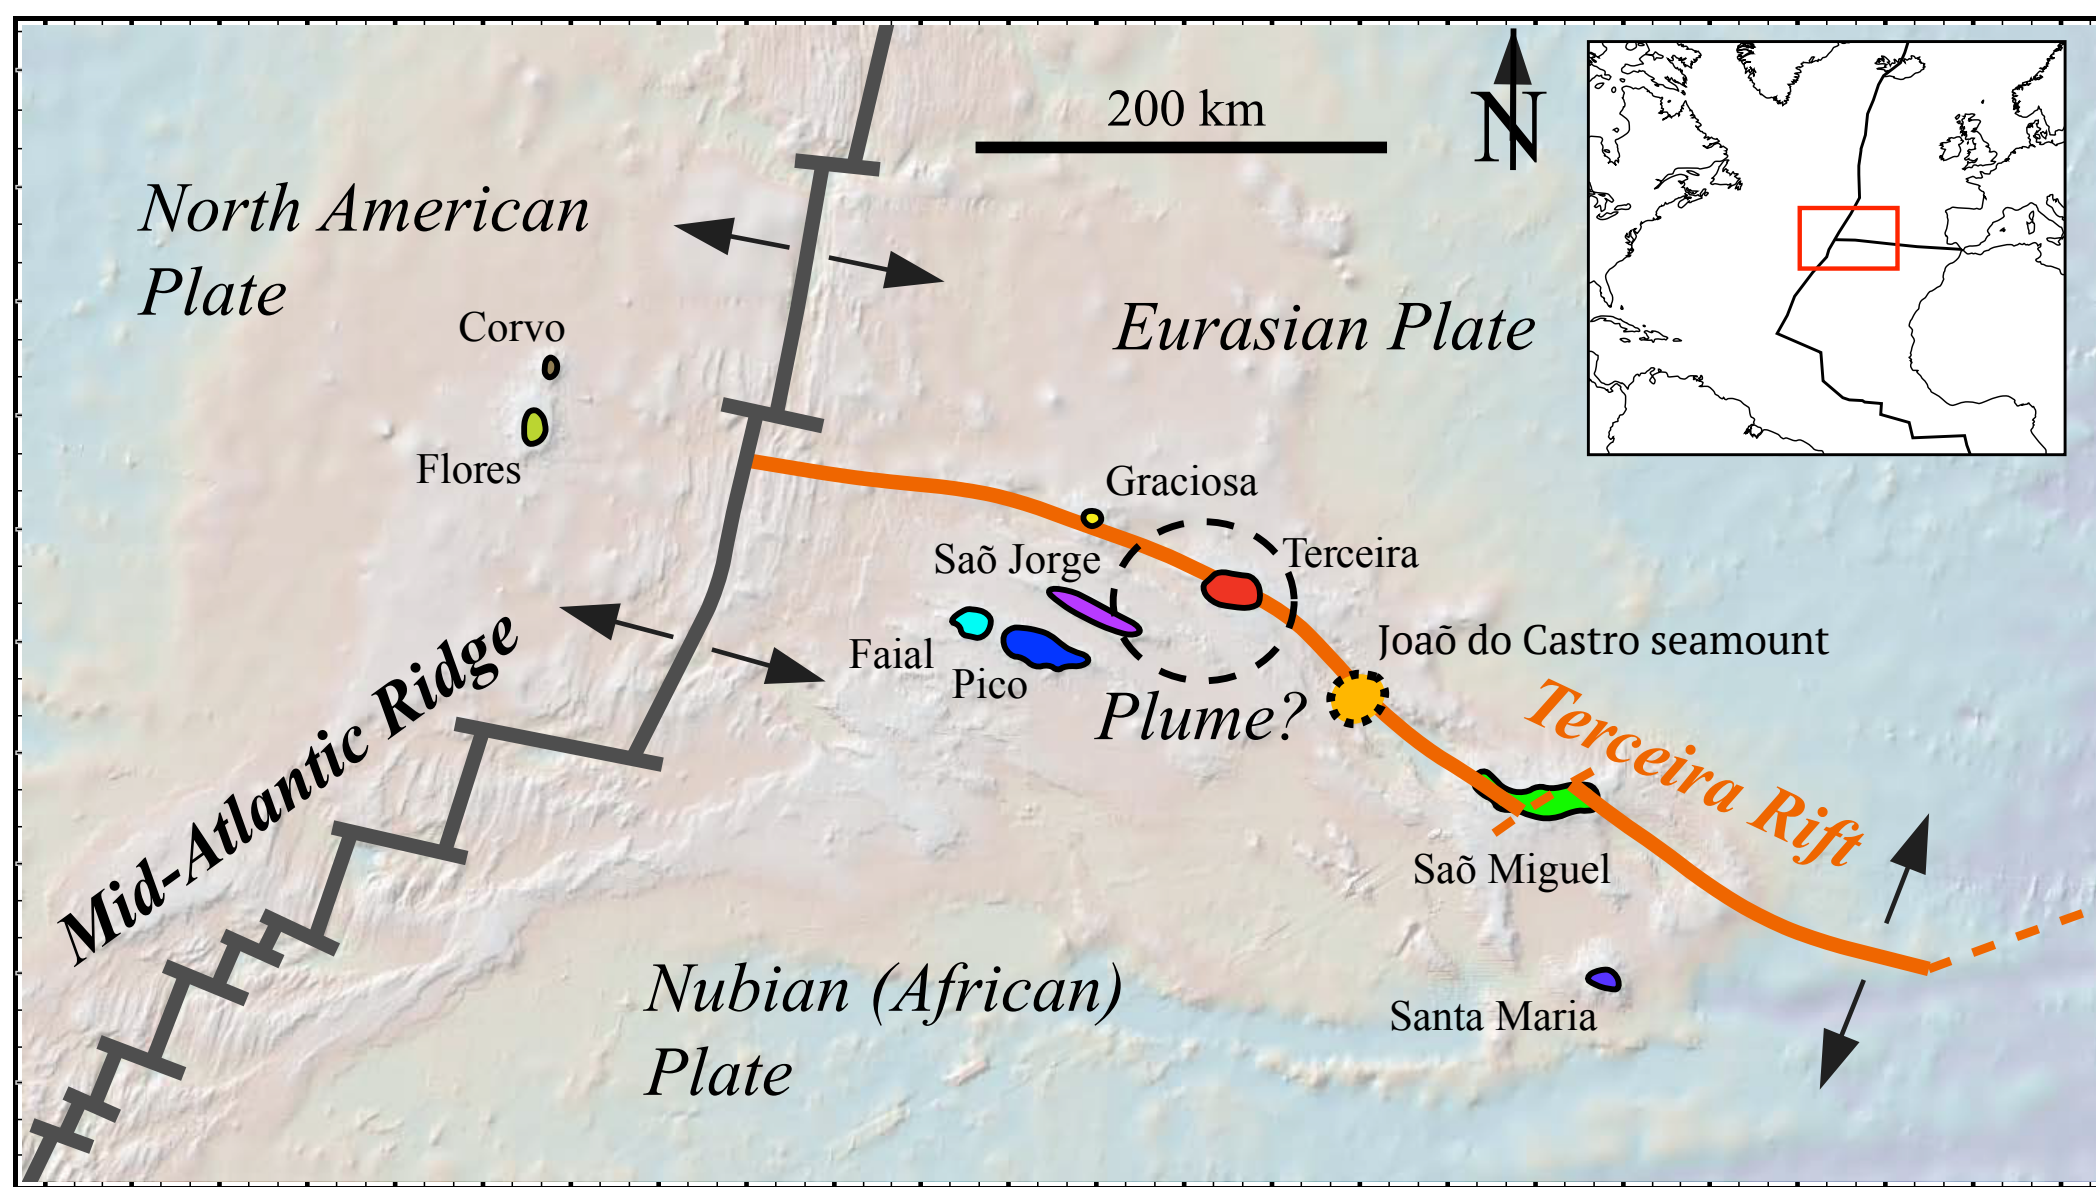 200 km
N
North American
Plate
Corvo
Flores
Eurasian Plate
Graciosa
Saõ Jorge
Terceira
Faial
Pico
Plume?
Joaõ do Castro seamount
Mid-Atlantic Ridge
Terceira Rift
Saõ Miguel
Nubian (African)
Plate
Santa Maria